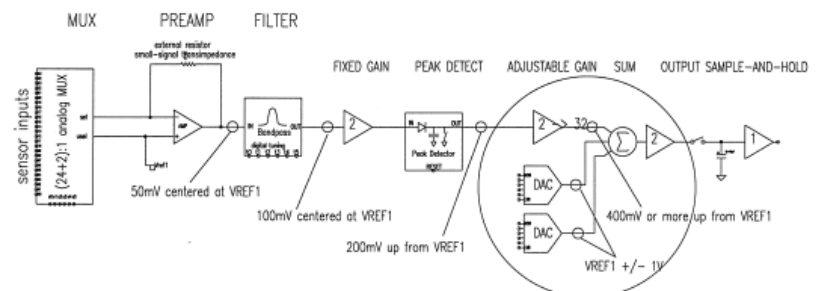 MUX PREAMP FILTER
external resistor
small-signal transimpedance
FIXED GAIN PEAK DETECT ADJUSTABLE GAIN SUM OUTPUT SAMPLE-AND-HOLD
sensor inputs
(24+2):1 analog MUX
IN OUT
Bandpass
digital tuning
2
IN OUT
Peak Detector
RESET
2 -> 32
Σ
2
1
DAC
DAC
50mV centered at VREF1
100mV centered at VREF1
200mV up from VREF1
400mV or more up from VREF1
VREF1 +/- 1V